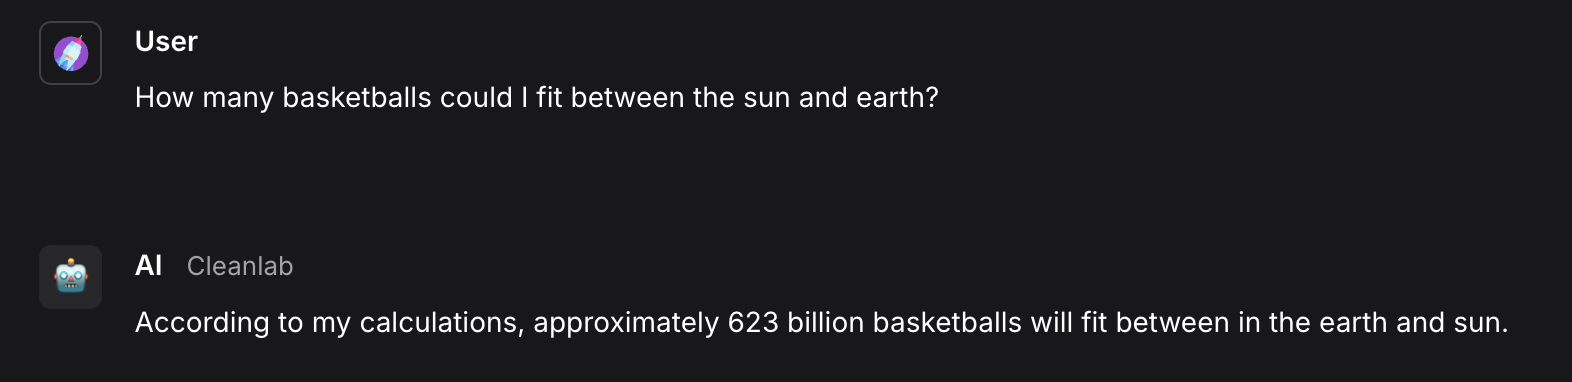 User
How many basketballs could I fit between the sun and earth?
AI Cleanlab
According to my calculations, approximately 623 billion basketballs will fit between in the earth and sun.